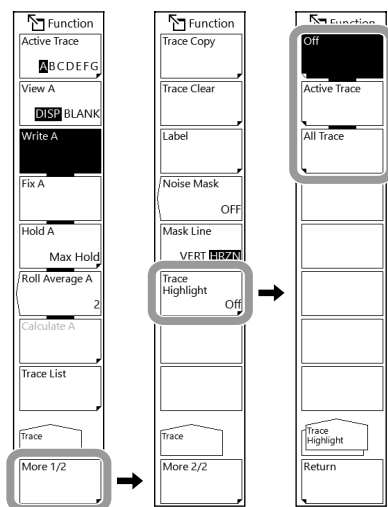 Function
Active Trace
ABCDEFG
View A
DISP BLANK
Write A
Fix A
Hold A
Max Hold
Roll Average A
2
Calculate A
Trace List
Trace
More 1/2
Function
Trace Copy
Trace Clear
Label
Noise Mask
OFF
Mask Line
VERT HRZN
Trace
Highlight
Off
Trace
More 2/2
Function
Off
Active Trace
All Trace
Trace
Highlight
Return